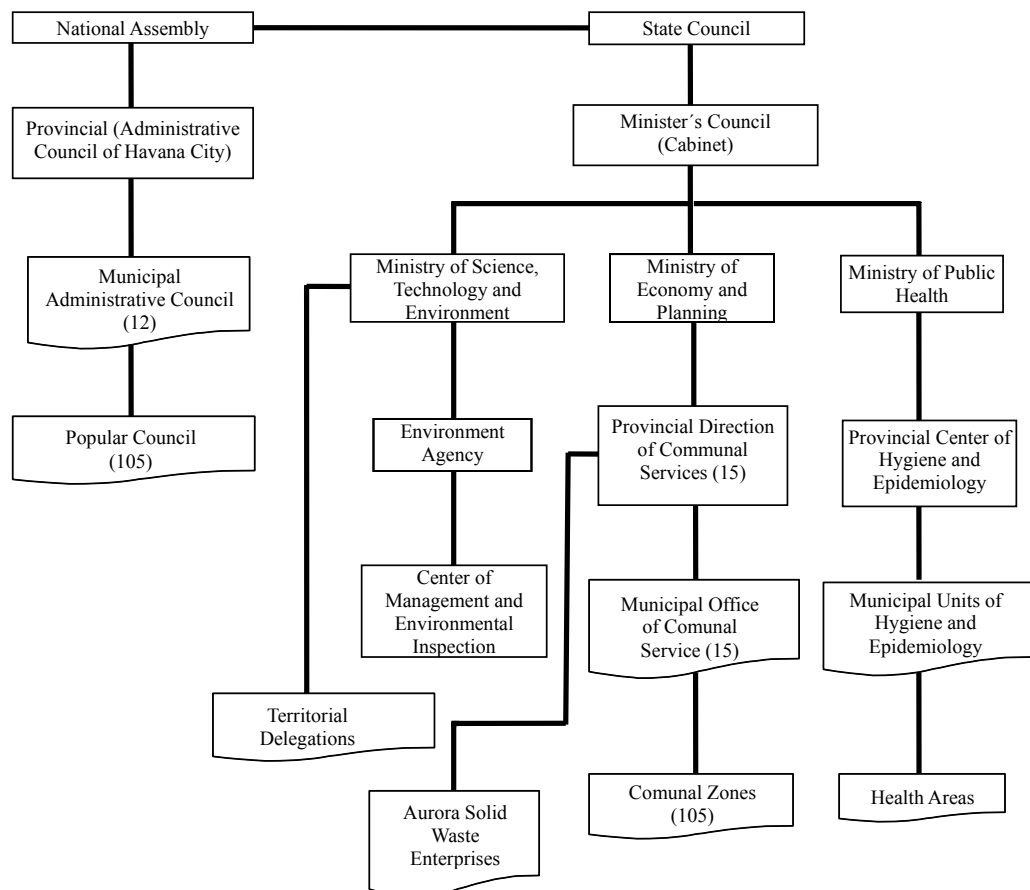 National Assembly
State Council
Provincial (Administrative
Council of Havana City)
Minister´s Council
(Cabinet)
Municipal
Administrative Council
(12)
Ministry of Science,
Technology and
Environment
Ministry of
Economy and
Planning
Ministry of Public
Health
Popular Council
(105)
Environment
Agency
Provincial Direction
of Communal
Services (15)
Provincial Center of
Hygiene and
Epidemiology
Center of
Management and
Environmental
Inspection
Municipal Office
of Comunal
Service (15)
Municipal Units of
Hygiene and
Epidemiology
Territorial
Delegations
Aurora Solid
Waste
Enterprises
Comunal Zones
(105)
Health Areas